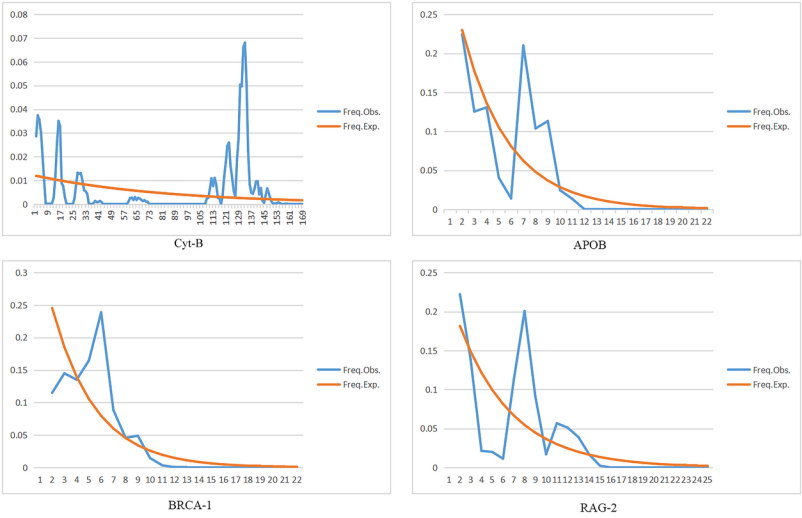 0.08
0.07
0.06
0.05
0.04
0.03
0.02
0.01
0
1 9 17 25 33 41 49 57 65 73 81 89 97 105 113 121 129 137 145 153 161 169
Freq.Obs.
Freq.Exp.
Cyt-B
0.25
0.2
0.15
0.1
0.05
0
1 2 3 4 5 6 7 8 9 10 11 12 13 14 15 16 17 18 19 20 21 22
Freq.Obs.
Freq.Exp.
APOB
0.3
0.25
0.2
0.15
0.1
0.05
0
1 2 3 4 5 6 7 8 9 10 11 12 13 14 15 16 17 18 19 20 21 22
Freq.Obs.
Freq.Exp.
BRCA-1
0.25
0.2
0.15
0.1
0.05
0
1 2 3 4 5 6 7 8 9 10 11 12 13 14 15 16 17 18 19 20 21 22 23 24 25
Freq.Obs.
Freq.Exp.
RAG-2